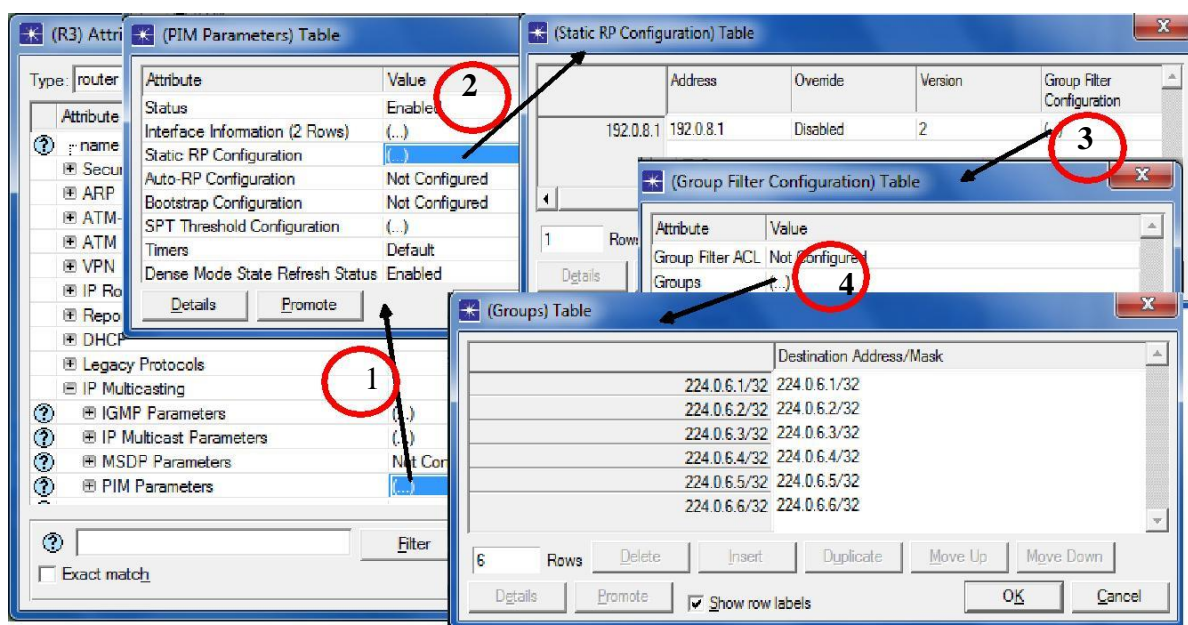 (R3) Attri
Type: router
Attribute
name
Secur
ARP
ATM-
ATM
VPN
IP Ro
Repo
DHCP
Legacy Protocols
IP Multicasting
IGMP Parameters (...)
IP Multicast Parameters (...)
MSDP Parameters Not Con
PIM Parameters (...)
Filter
Exact match
1
(PIM Parameters) Table
Attribute Value
Status Enabled
Interface Information (2 Rows) (...)
Static RP Configuration (...)
Auto-RP Configuration Not Configured
Bootstrap Configuration Not Configured
SPT Threshold Configuration (...)
Timers Default
Dense Mode State Refresh Status Enabled
Details Promote
2
(Static RP Configuration) Table
Address Override Version Group Filter
Configuration
192.0.8.1 192.0.8.1 Disabled 2 (...)
1 Rows
Details
3
(Group Filter Configuration) Table
Attribute Value
Group Filter ACL Not Configured
Groups (...)
4
(Groups) Table
Destination Address/Mask
224.0.6.1/32 224.0.6.1/32
224.0.6.2/32 224.0.6.2/32
224.0.6.3/32 224.0.6.3/32
224.0.6.4/32 224.0.6.4/32
224.0.6.5/32 224.0.6.5/32
224.0.6.6/32 224.0.6.6/32
6 Rows Delete Insert Duplicate Move Up Move Down
Details Promote Show row labels OK Cancel